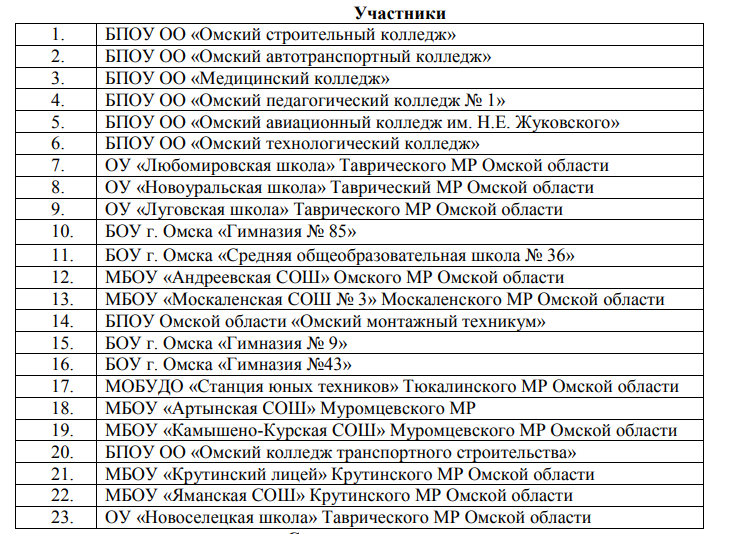 Участники
1. БПОУ ОО «Омский строительный колледж»
2. БПОУ ОО «Омский автотранспортный колледж»
3. БПОУ ОО «Медицинский колледж»
4. БПОУ ОО «Омский педагогический колледж № 1»
5. БПОУ ОО «Омский авиационный колледж им. Н.Е. Жуковского»
6. БПОУ ОО «Омский технологический колледж»
7. ОУ «Любомировская школа» Таврического МР Омской области
8. ОУ «Новоуральская школа» Таврический МР Омской области
9. ОУ «Луговская школа» Таврического МР Омской области
10. БОУ г. Омска «Гимназия № 85»
11. БОУ г. Омска «Средняя общеобразовательная школа № 36»
12. МБОУ «Андреевская СОШ» Омского МР Омской области
13. МБОУ «Москаленская СОШ № 3» Москаленского МР Омской области
14. БПОУ Омской области «Омский монтажный техникум»
15. БОУ г. Омска «Гимназия № 9»
16. БОУ г. Омска «Гимназия №43»
17. МОБУДО «Станция юных техников» Тюкалинского МР Омской области
18. МБОУ «Артынская СОШ» Муромцевского МР
19. МБОУ «Камышено-Курская СОШ» Муромцевского МР Омской области
20. БПОУ ОО «Омский колледж транспортного строительства»
21. МБОУ «Крутинский лицей» Крутинского МР Омской области
22. МБОУ «Яманская СОШ» Крутинского МР Омской области
23. ОУ «Новоселецкая школа» Таврического МР Омской области